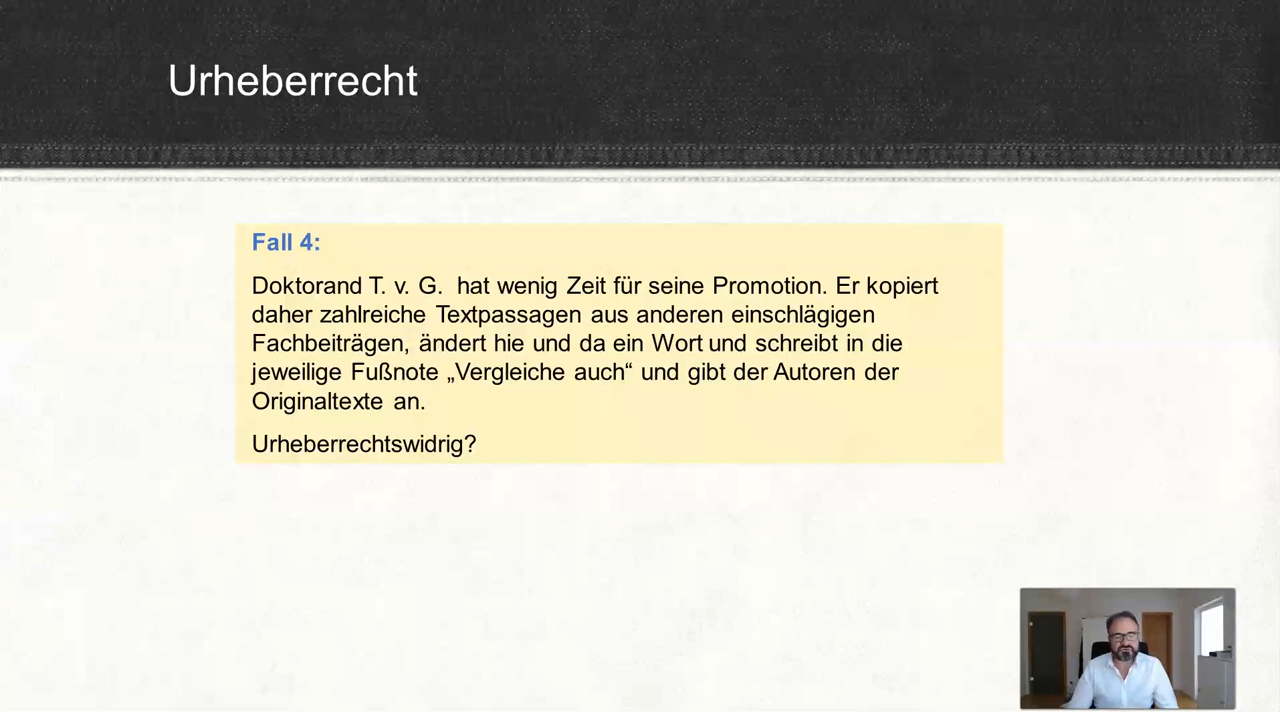 Urheberrecht
Fall 4:
Doktorand T. v. G. hat wenig Zeit für seine Promotion. Er kopiert
daher zahlreiche Textpassagen aus anderen einschlägigen
Fachbeiträgen, ändert hie und da ein Wort und schreibt in die
jeweilige Fußnote „Vergleiche auch“ und gibt der Autoren der
Originaltexte an.
Urheberrechtswidrig?